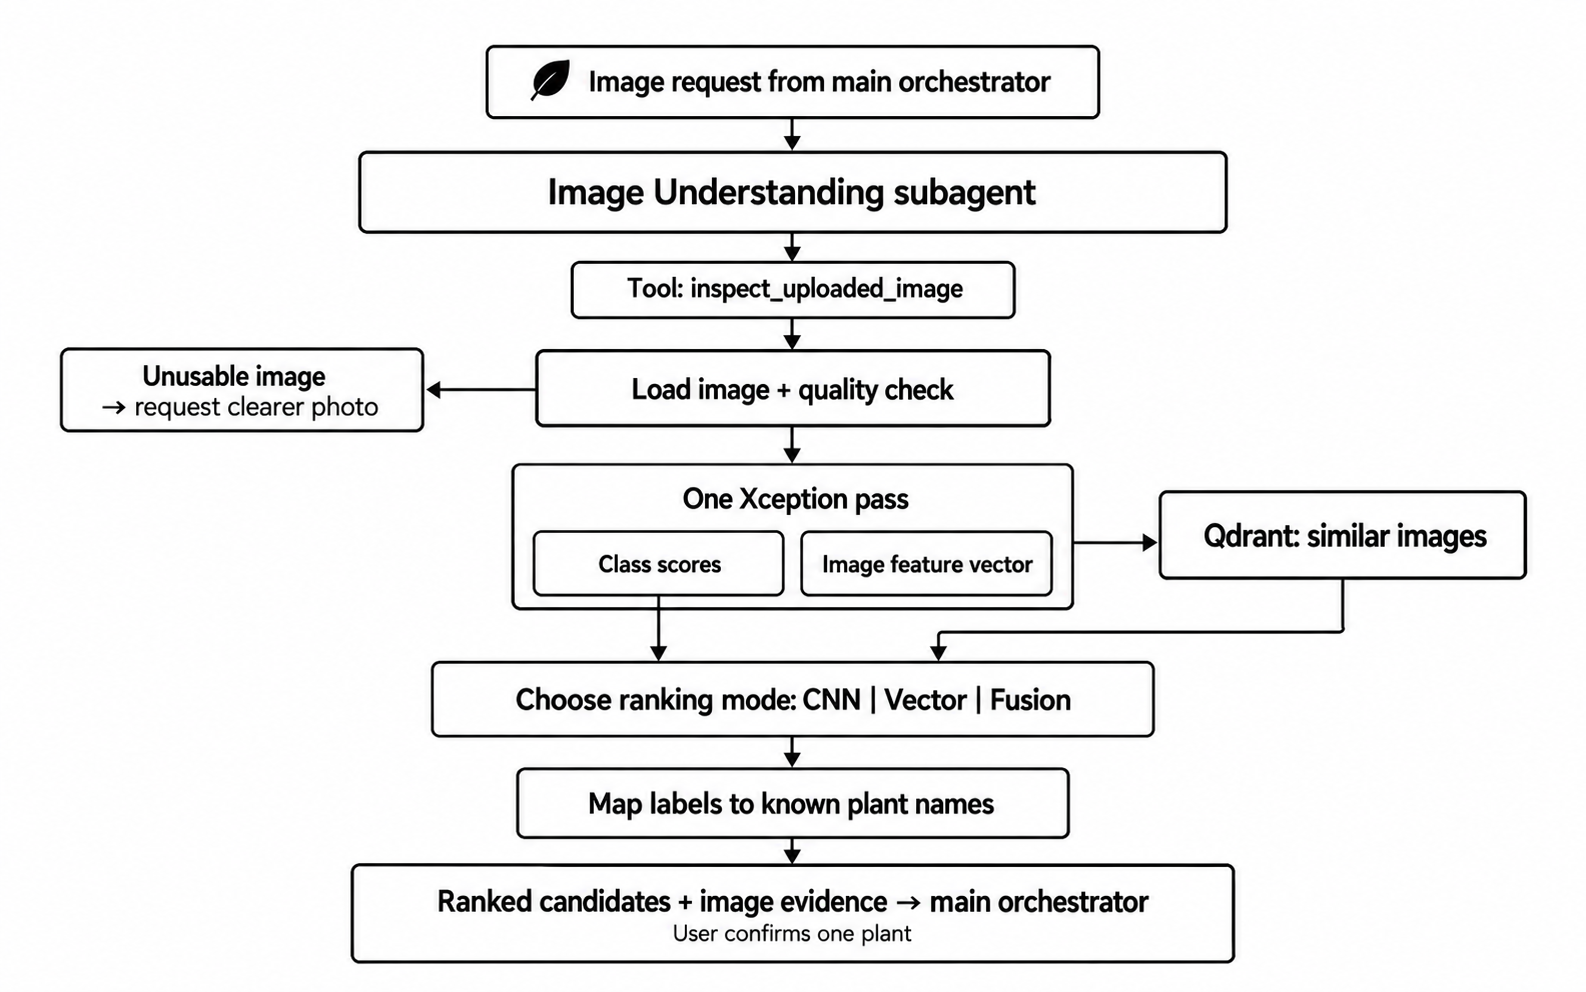 Image request from main orchestrator
Image Understanding subagent
Tool: inspect_uploaded_image
Unusable image
→ request clearer photo
Load image + quality check
One Xception pass
Class scores
Image feature vector
Qdrant: similar images
Choose ranking mode: CNN | Vector | Fusion
Map labels to known plant names
Ranked candidates + image evidence → main orchestrator
User confirms one plant